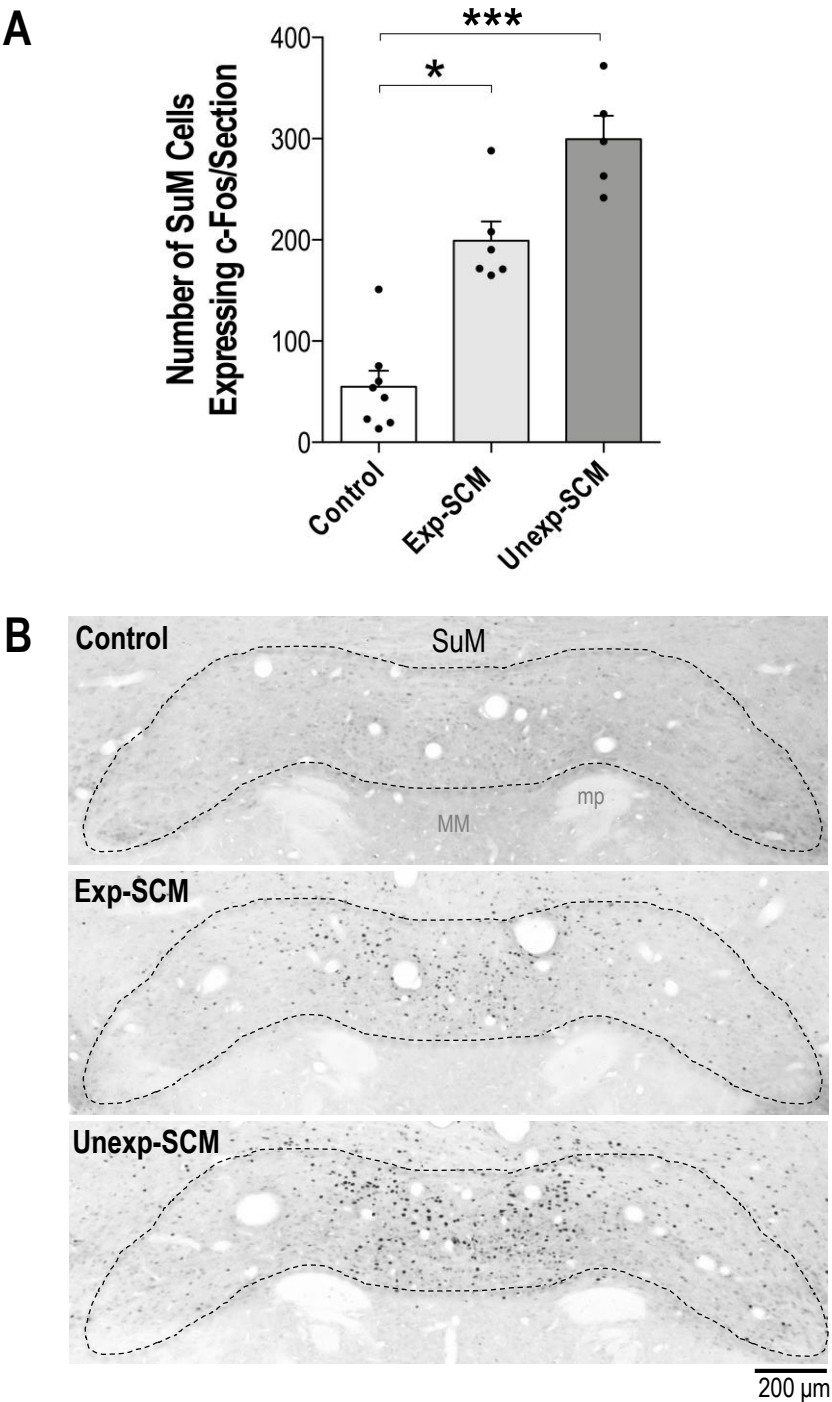 A
***
*
Number of SuM Cells
Expressing c-Fos/Section
400
300
200
100
0
Control
Exp-SCM
Unexp-SCM
B
Control
SuM
mp
MM
Exp-SCM
Unexp-SCM
200 µm